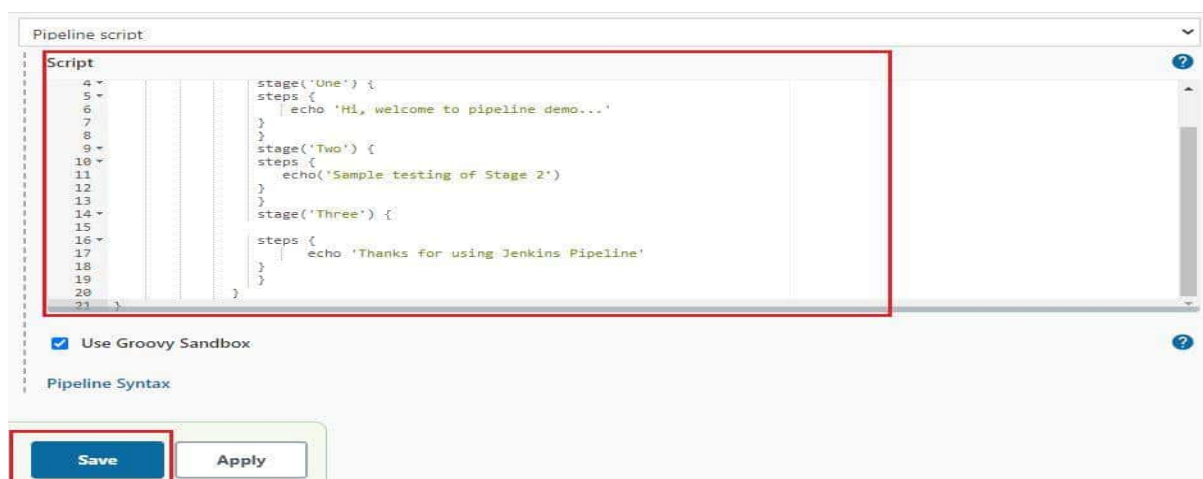 Pipeline script
Script
4 stage('One') {
5 steps {
6 echo 'Hi, welcome to pipeline demo...'
7 }
8 }
9 stage('Two') {
10 steps {
11 echo('Sample testing of Stage 2')
12 }
13 }
14 stage('Three') {
15
16 steps {
17 echo 'Thanks for using Jenkins Pipeline'
18 }
19 }
20 }
21 }
Use Groovy Sandbox
Pipeline Syntax
Save Apply